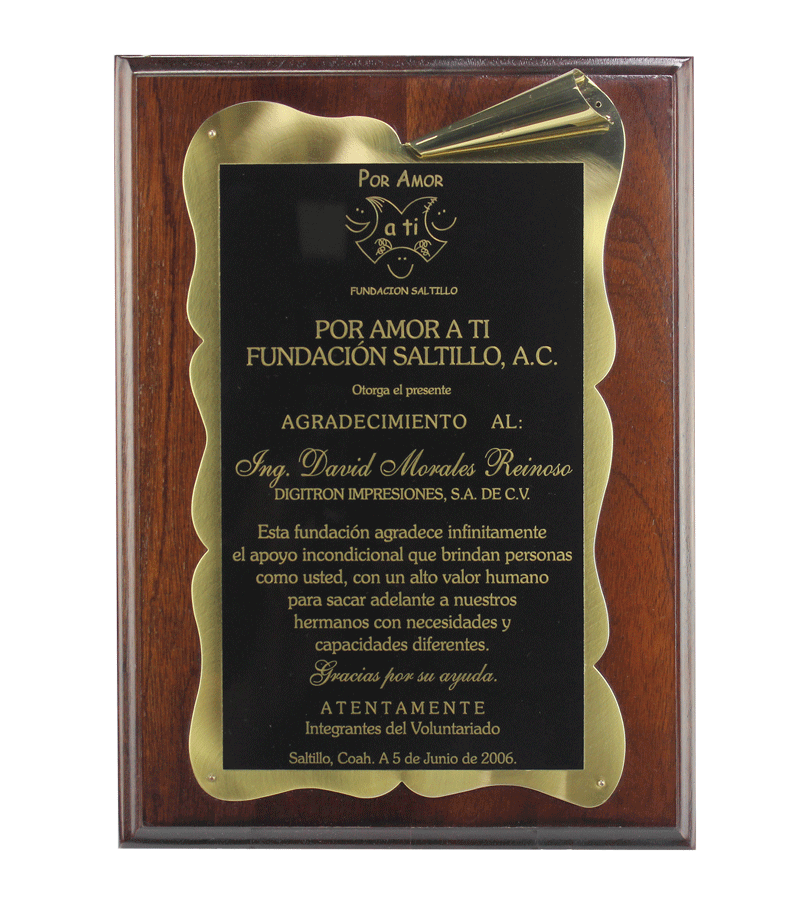 POR AMOR
a ti
FUNDACION SALTILLO
POR AMOR A TI
FUNDACIÓN SALTILLO, A.C.
Otorga el presente
AGRADECIMIENTO AL:
Ing. David Morales Reinoso
DIGITRON IMPRESIONES, S.A. DE C.V.
Esta fundación agradece infinitamente
el apoyo incondicional que brindan personas
como usted, con un alto valor humano
para sacar adelante a nuestros
hermanos con necesidades y
capacidades diferentes.
Gracias por su ayuda.
ATENTAMENTE
Integrantes del Voluntariado
Saltillo, Coah. A 5 de Junio de 2006.